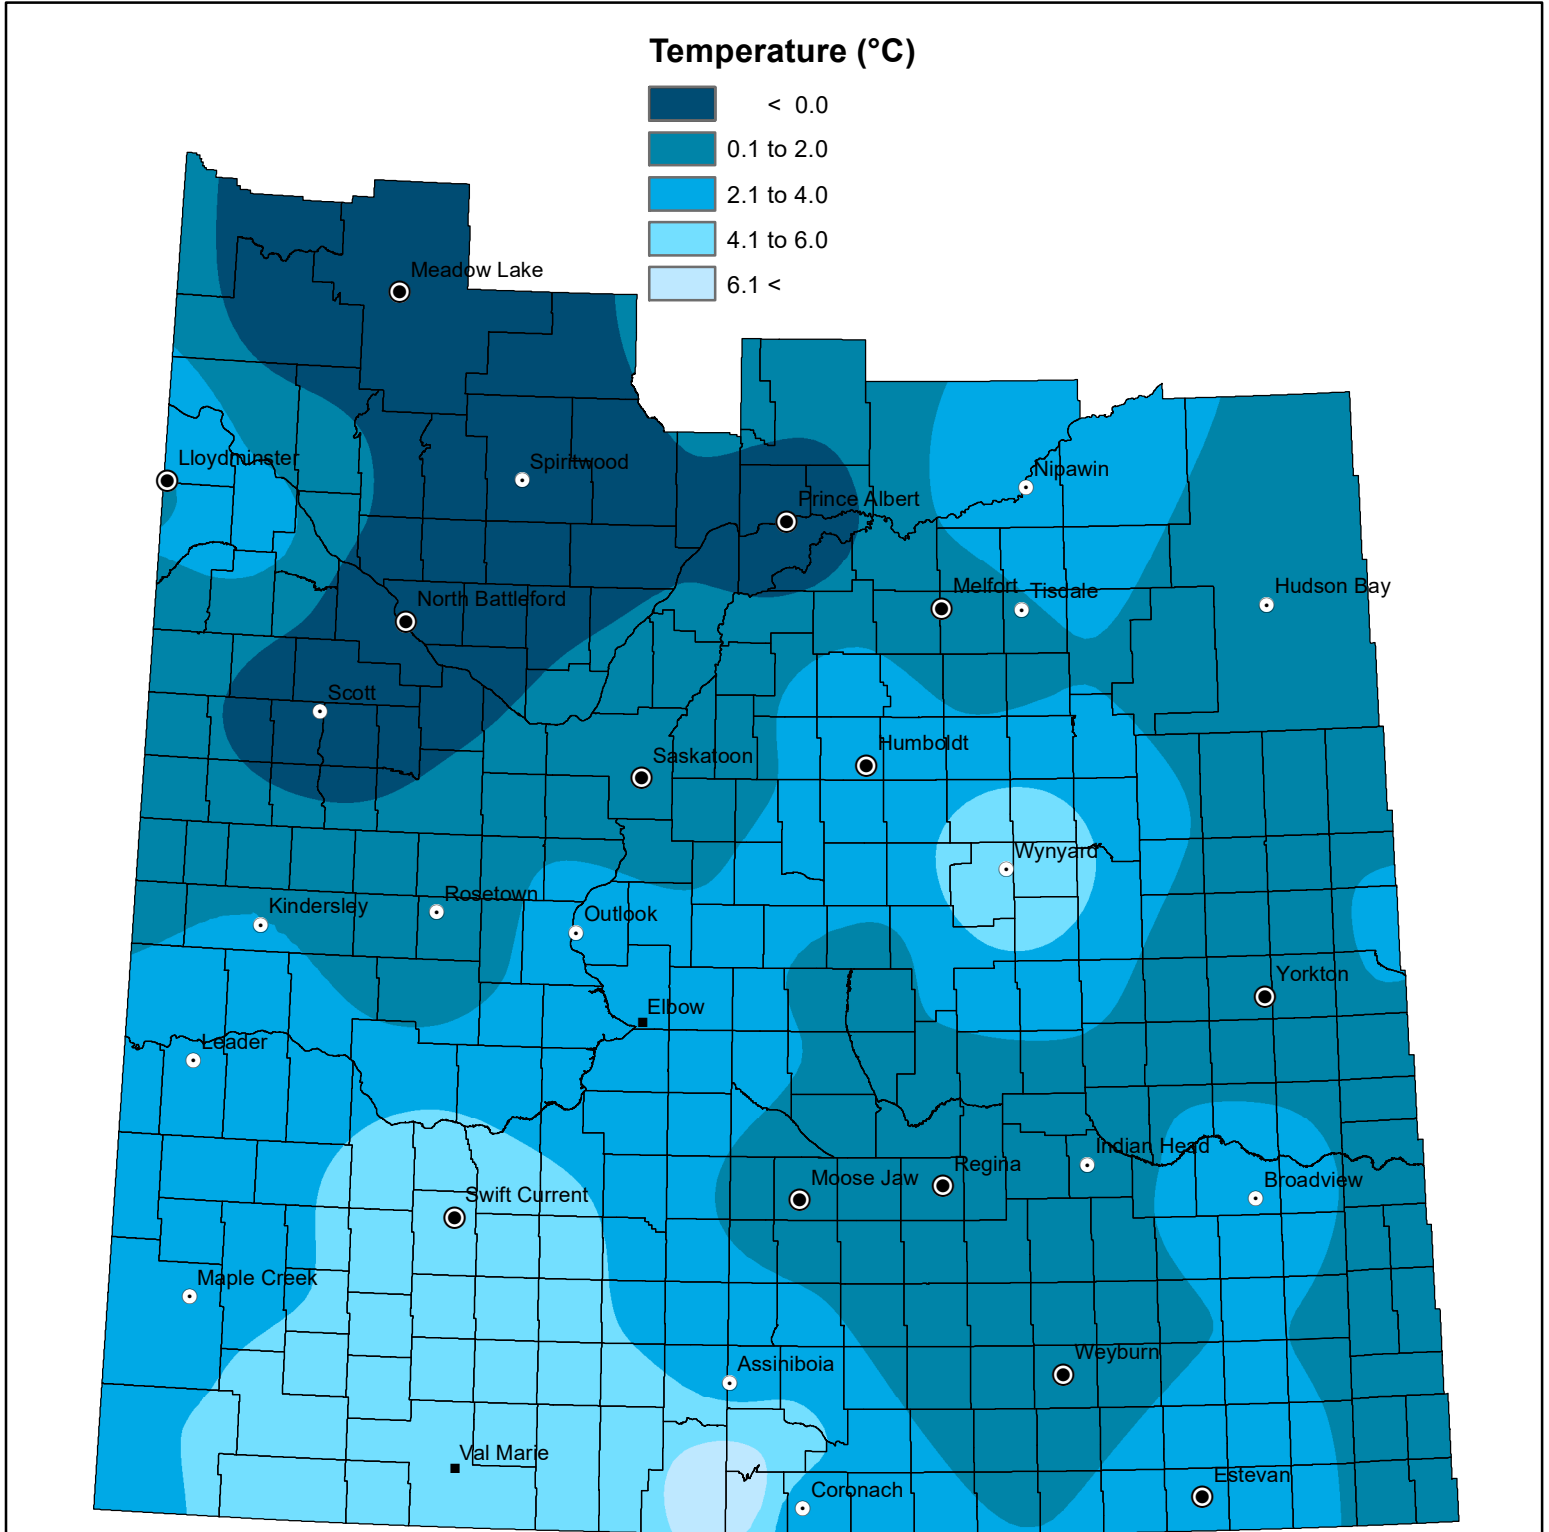 Temperature (°C)
< 0.0
0.1 to 2.0
2.1 to 4.0
4.1 to 6.0
6.1 <
Meadow Lake
Lloydminster
Spiritwood
Nipawin
Prince Albert
North Battleford
Melfort
Tisdale
Hudson Bay
Scott
Saskatoon
Humboldt
Wynyard
Rosetown
Kindersley
Outlook
Yorkton
Elbow
Leader
Indian Head
Regina
Moose Jaw
Broadview
Swift Current
Maple Creek
Weyburn
Assiniboia
Val Marie
Estevan
Coronach